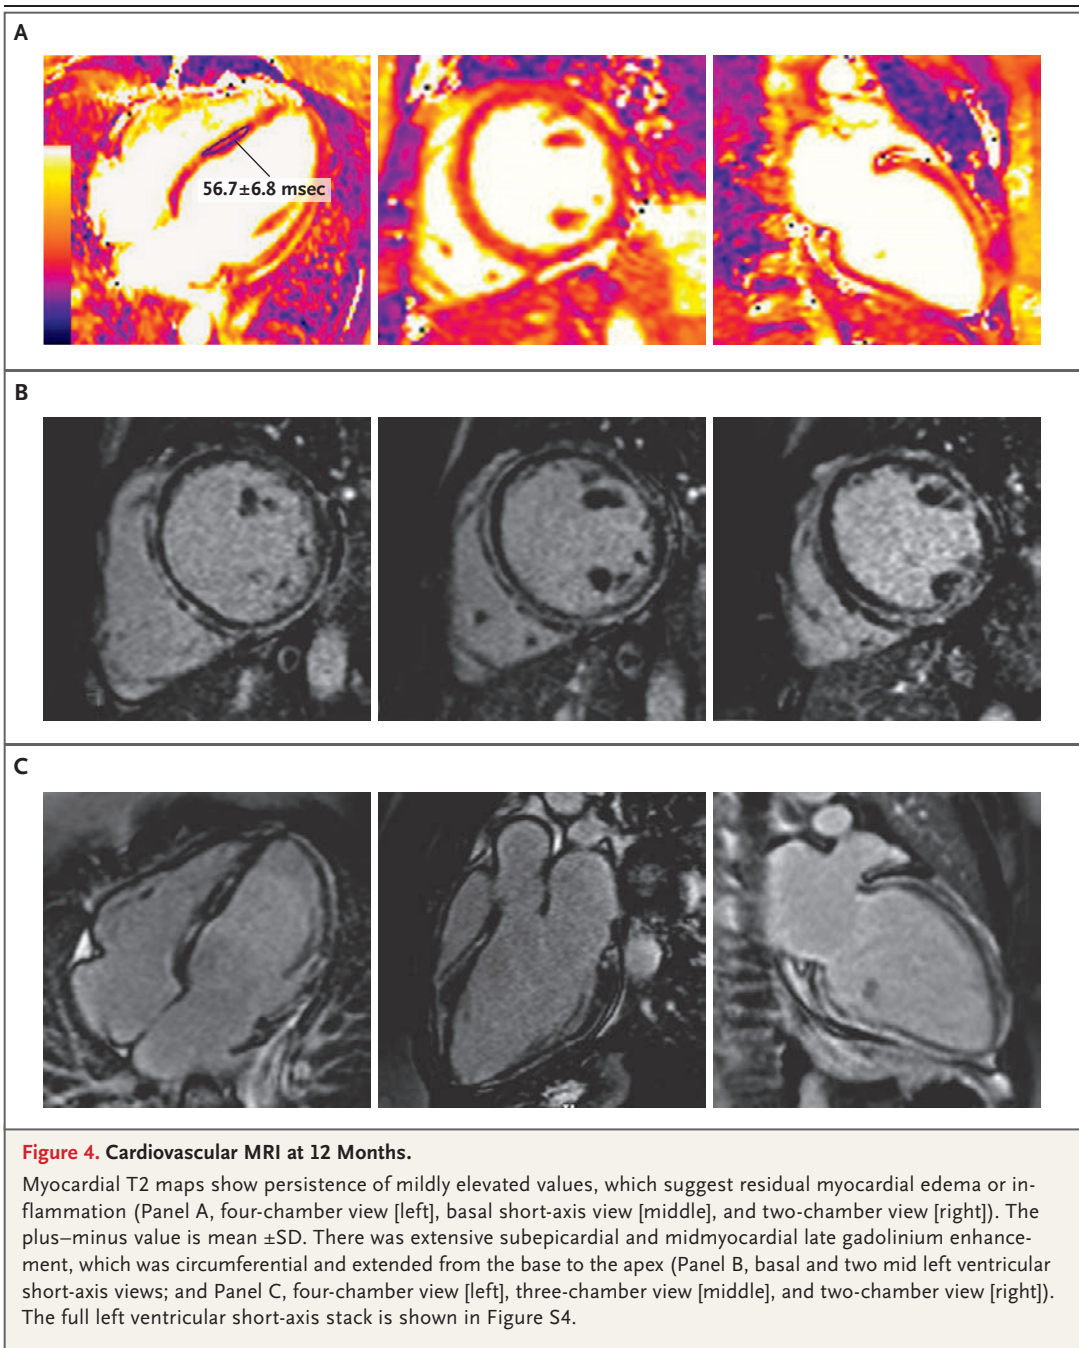 A
56.7±6.8 msec
B
C
Figure 4. Cardiovascular MRI at 12 Months.
Myocardial T2 maps show persistence of mildly elevated values, which suggest residual myocardial edema or in-
flammation (Panel A, four-chamber view [left], basal short-axis view [middle], and two-chamber view [right]). The
plus–minus value is mean ±SD. There was extensive subepicardial and midmyocardial late gadolinium enhance-
ment, which was circumferential and extended from the base to the apex (Panel B, basal and two mid left ventricular
short-axis views; and Panel C, four-chamber view [left], three-chamber view [middle], and two-chamber view [right]).
The full left ventricular short-axis stack is shown in Figure S4.